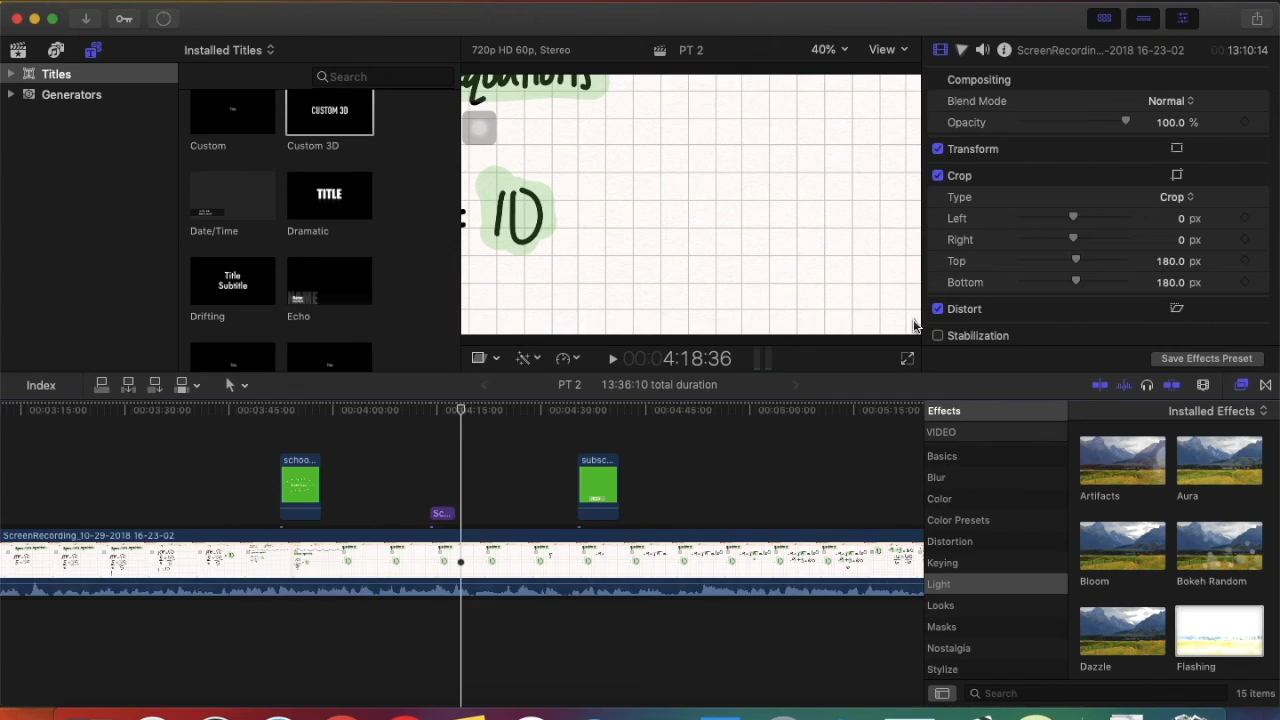 Installed Titles
720p HD 60p, Stereo
PT 2
40%
View
ScreenRecordin...-2018 16-23-02
13:10:14
Titles
Search
Generators
Custom
CUSTOM 3D
Custom 3D
Date/Time
TITLE
Dramatic
Title
Subtitle
Drifting
NAME
Echo
quations
: 10
Compositing
Blend Mode
Normal
Opacity
100.0 %
Transform
Crop
Type
Crop
Left
0 px
Right
0 px
Top
180.0 px
Bottom
180.0 px
Distort
Stabilization
00:04:18:36
Save Effects Preset
Index
PT 2
13:36:10 total duration
00:03:15:00
00:03:30:00
00:03:45:00
00:04:00:00
00:04:15:00
00:04:30:00
00:04:45:00
00:05:00:00
00:05:15:00
schoo...
subsc...
Sc...
ScreenRecording_10-29-2018 16-23-02
Effects
Installed Effects
VIDEO
Basics
Blur
Color
Color Presets
Distortion
Keying
Light
Looks
Masks
Nostalgia
Stylize
Artifacts
Aura
Bloom
Bokeh Random
Dazzle
Flashing
Search
15 items